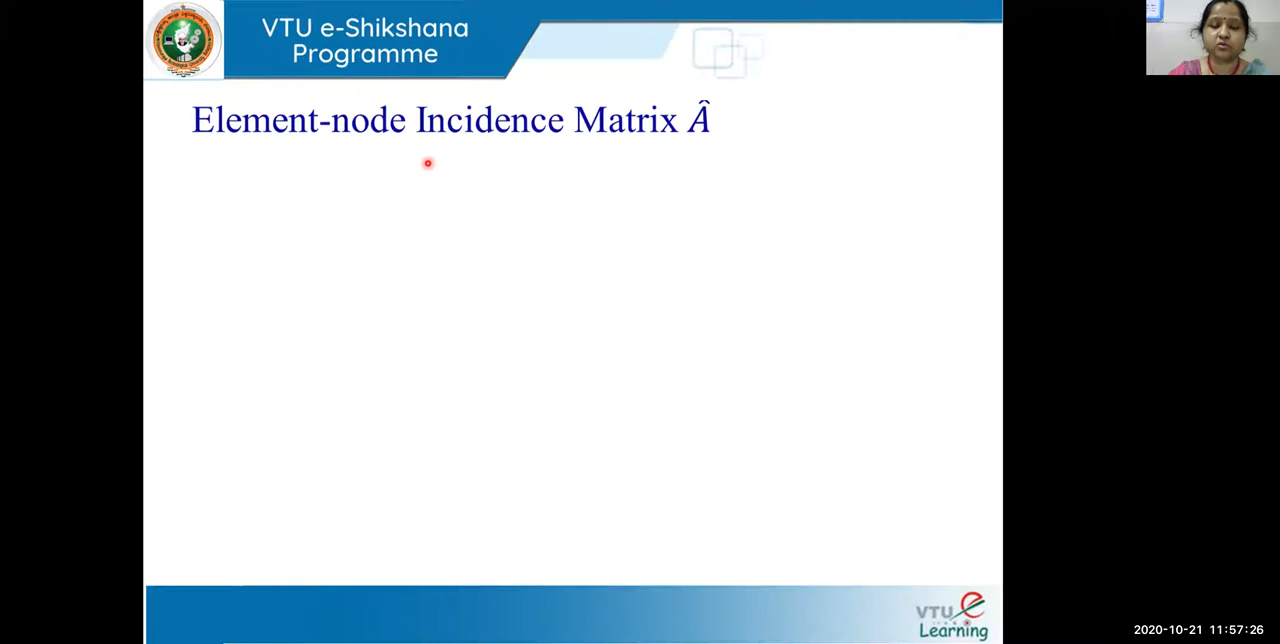 VTU e-Shikshana
Programme
Element-node Incidence Matrix Â
VTU e
Learning
2020-10-21 11:57:26